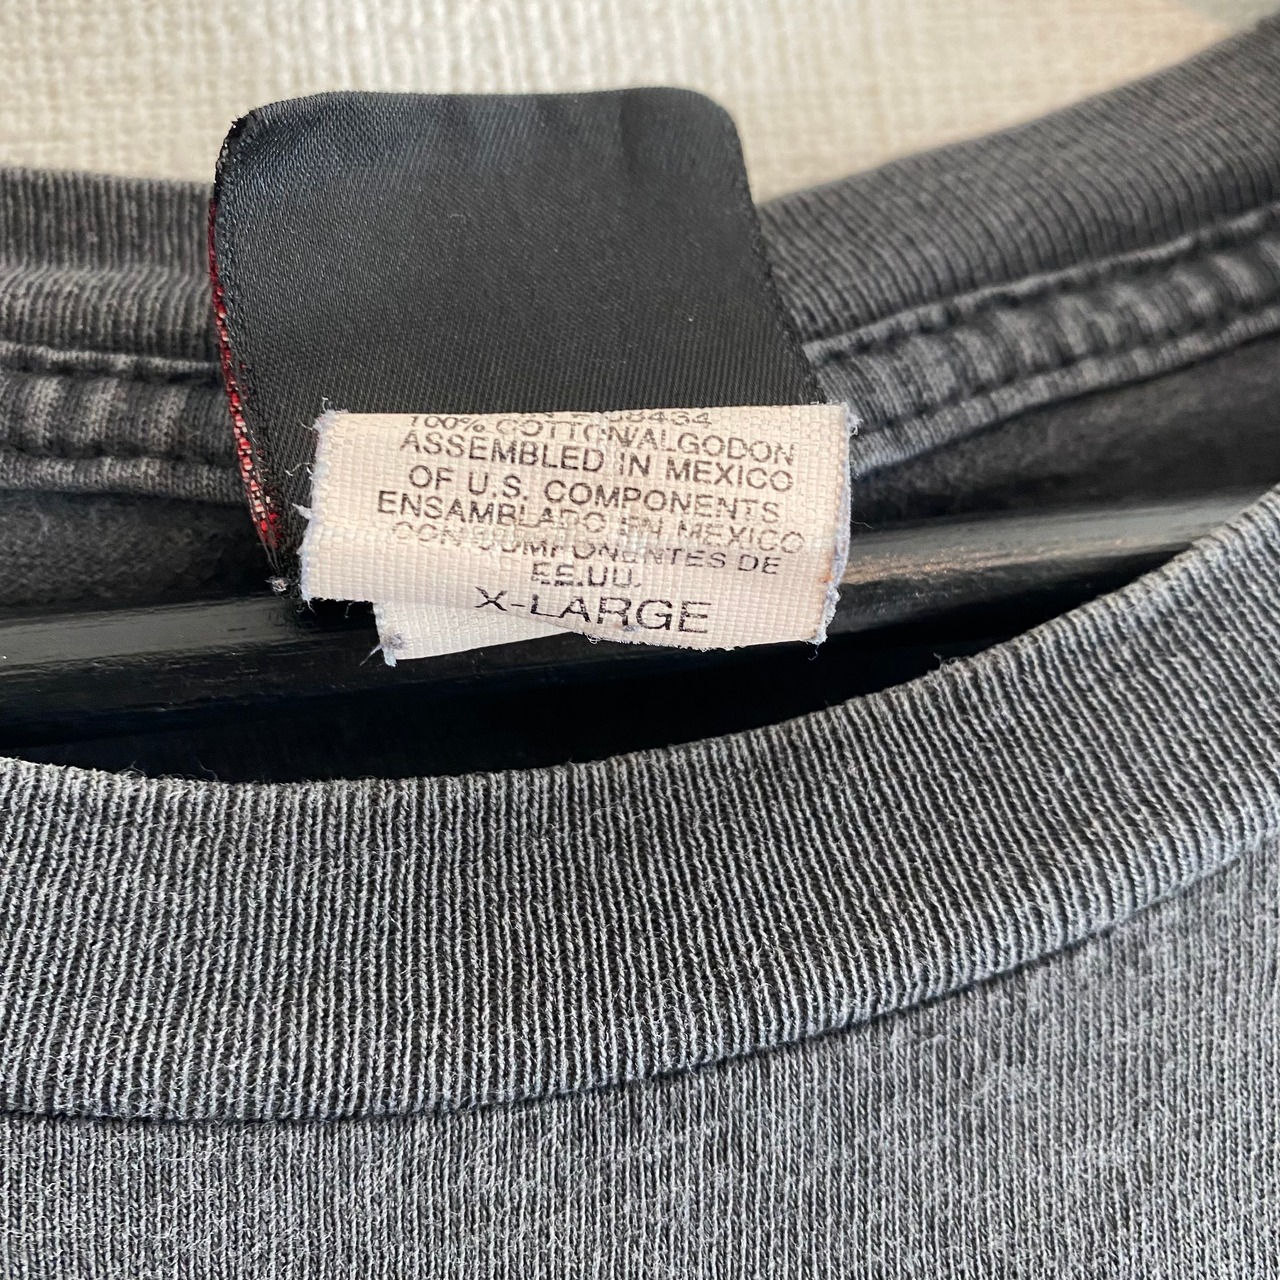 100% COTTON/ALGODON
ASSEMBLED IN MEXICO
OF U.S. COMPONENTS
ENSAMBLADO EN MEXICO
CON COMPONENTES DE
EE.UU.
X-LARGE